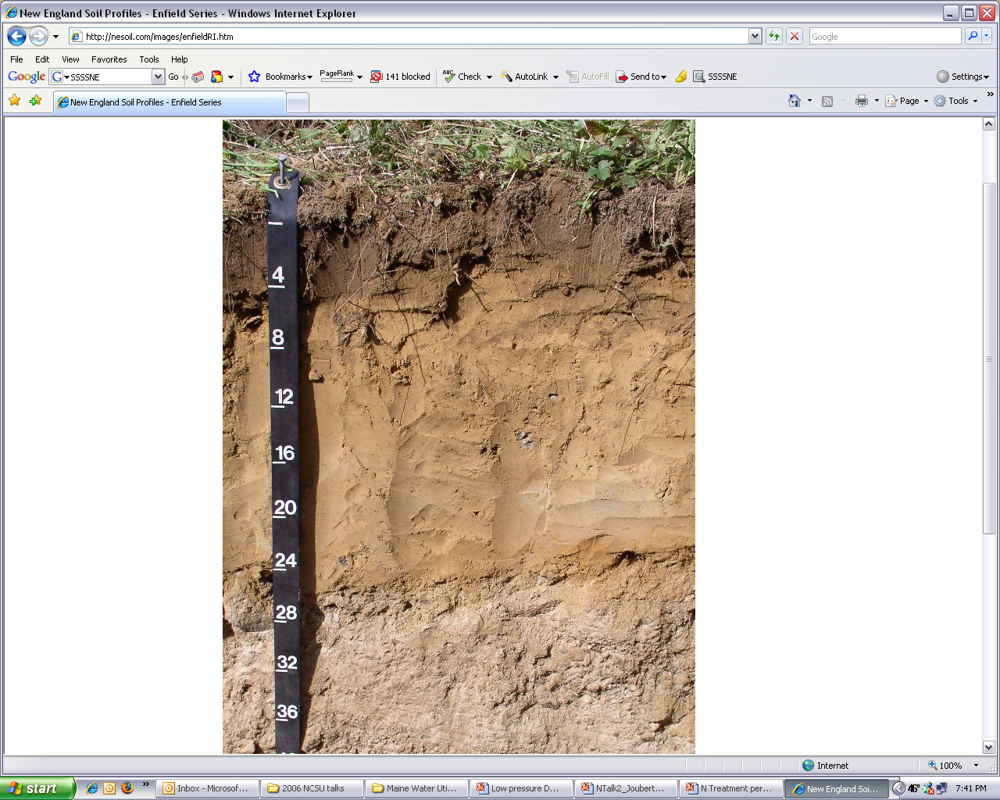 New England Soil Profiles - Enfield Series - Windows Internet Explorer
http://nesoil.com/images/enfieldRI.htm
Google
File Edit View Favorites Tools Help
Google G SSSSNE Go Bookmarks PageRank 141 blocked ABC Check AutoLink AutoFill Send to SSSSNE Settings
New England Soil Profiles - Enfield Series
Page Tools
4
8
12
16
20
24
28
32
36
Internet 100%
start Inbox - Microsof... 2006 NCSU talks Maine Water Uti... Low pressure D... NTalk2_Joubert... N Treatment per... New England Soi... 46° 7:41 PM